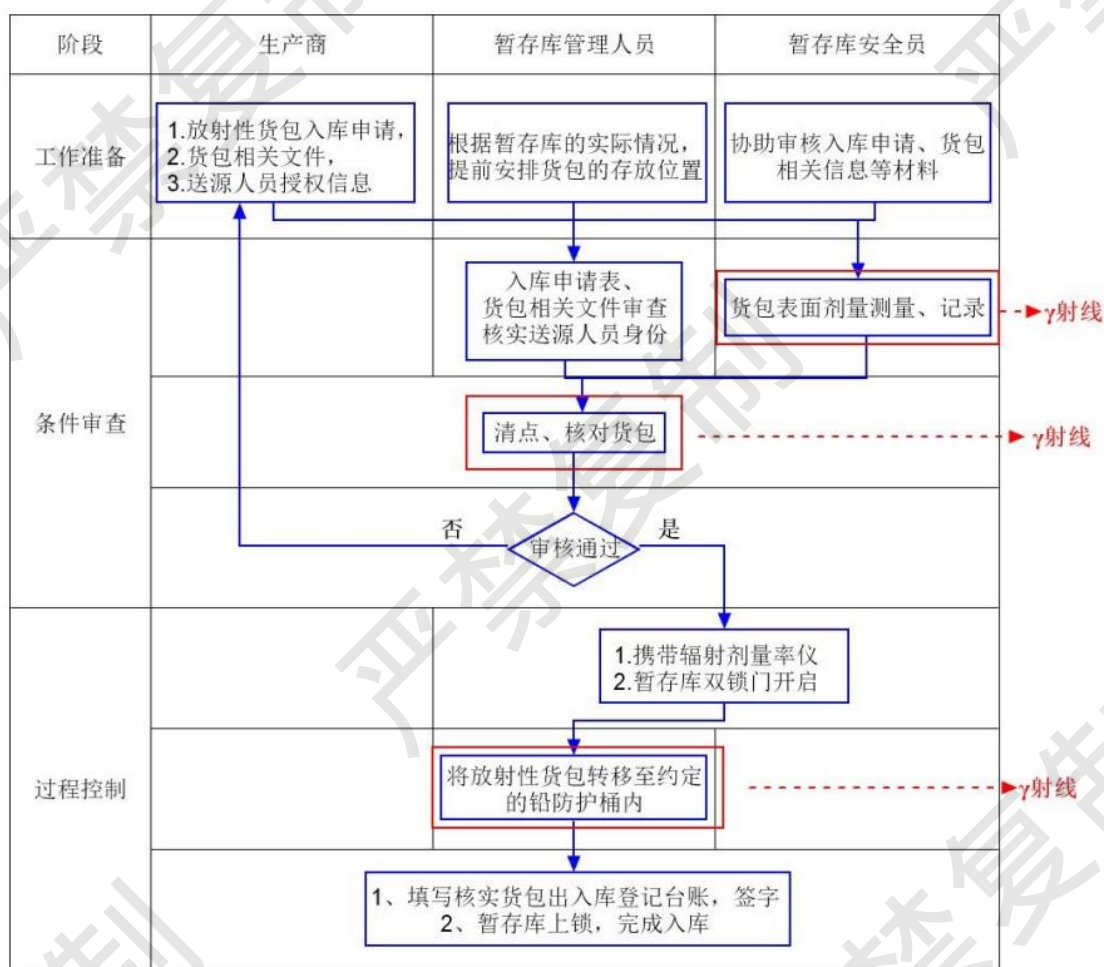 阶段
生产商
暂存库管理人员
暂存库安全员
工作准备
1.放射性货包入库申请，
2.货包相关文件，
3.送源人员授权信息
根据暂存库的实际情况，
提前安排货包的存放位置
协助审核入库申请、货包
相关信息等材料
条件审查
入库申请表、
货包相关文件审查
核实送源人员身份
货包表面剂量测量、记录
γ射线
清点、核对货包
γ射线
否
审核通过
是
过程控制
1.携带辐射剂量率仪
2.暂存库双锁门开启
将放射性货包转移至约定
的铅防护桶内
γ射线
1、填写核实货包出入库登记台账，签字
2、暂存库上锁，完成入库
严禁复制